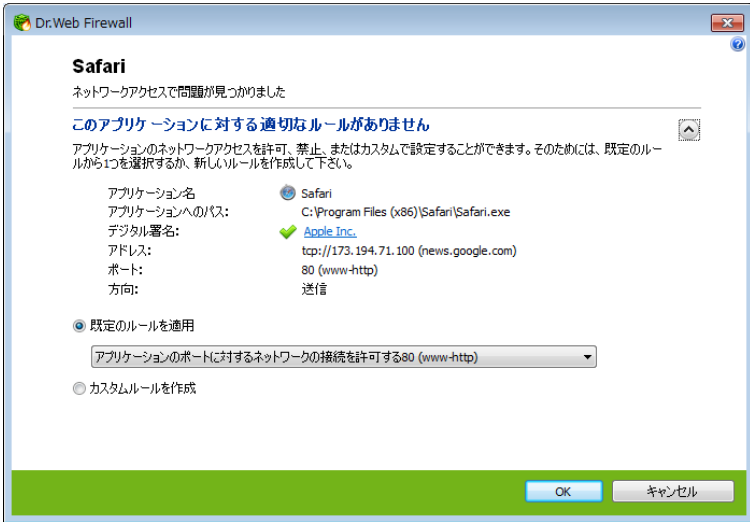 Dr.Web Firewall
Safari
ネットワークアクセスで問題が見つかりました
このアプリケーションに対する適切なルールがありません
アプリケーションのネットワークアクセスを許可、禁止、またはカスタムで設定することができます。そのためには、既定のルー
ルから1つを選択するか、新しいルールを作成して下さい。
アプリケーション名 Safari
アプリケーションへのパス: C:\Program Files (x86)\Safari\Safari.exe
デジタル署名: Apple Inc.
アドレス: tcp://173.194.71.100 (news.google.com)
ポート: 80 (www-http)
方向: 送信
既定のルールを適用
アプリケーションのポートに対するネットワークの接続を許可する80 (www-http)
カスタムルールを作成
OK キャンセル